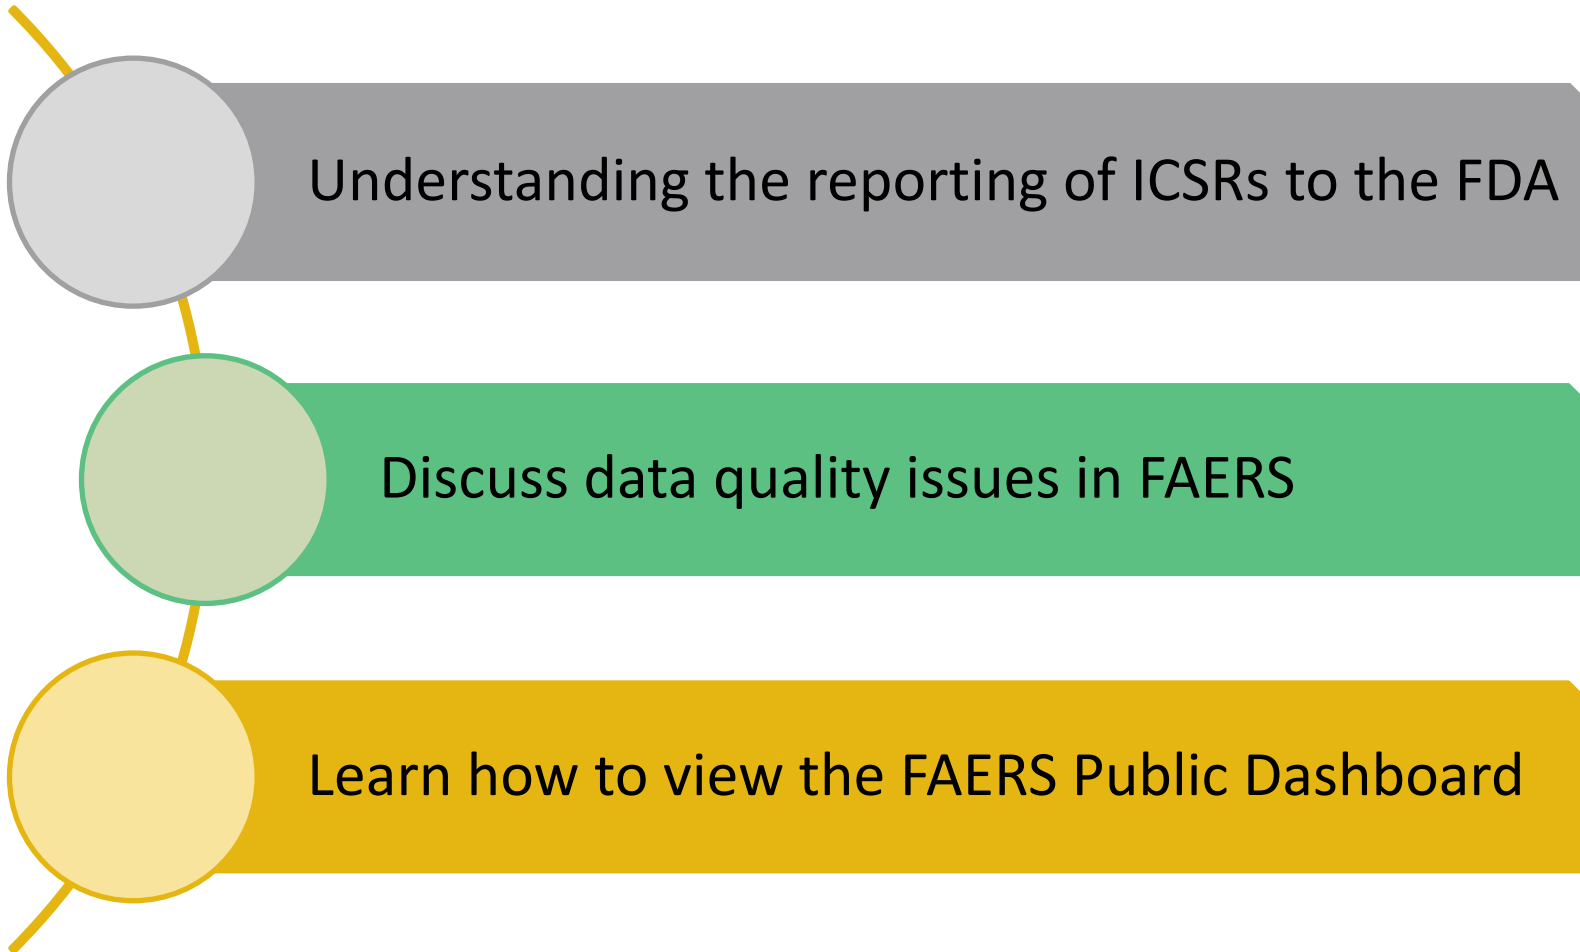 Understanding the reporting of ICSRs to the FDA
Discuss data quality issues in FAERS
Learn how to view the FAERS Public Dashboard